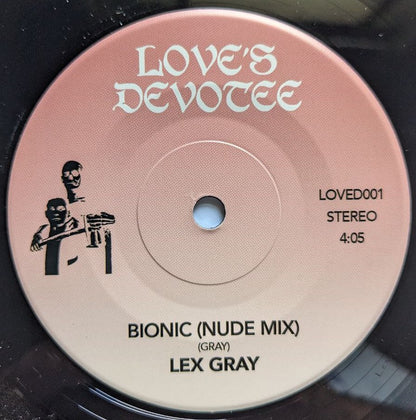 LOVE'S
DEVOTEE
LOVED001
STEREO
4:05
BIONIC (NUDE MIX)
(GRAY)
LEX GRAY